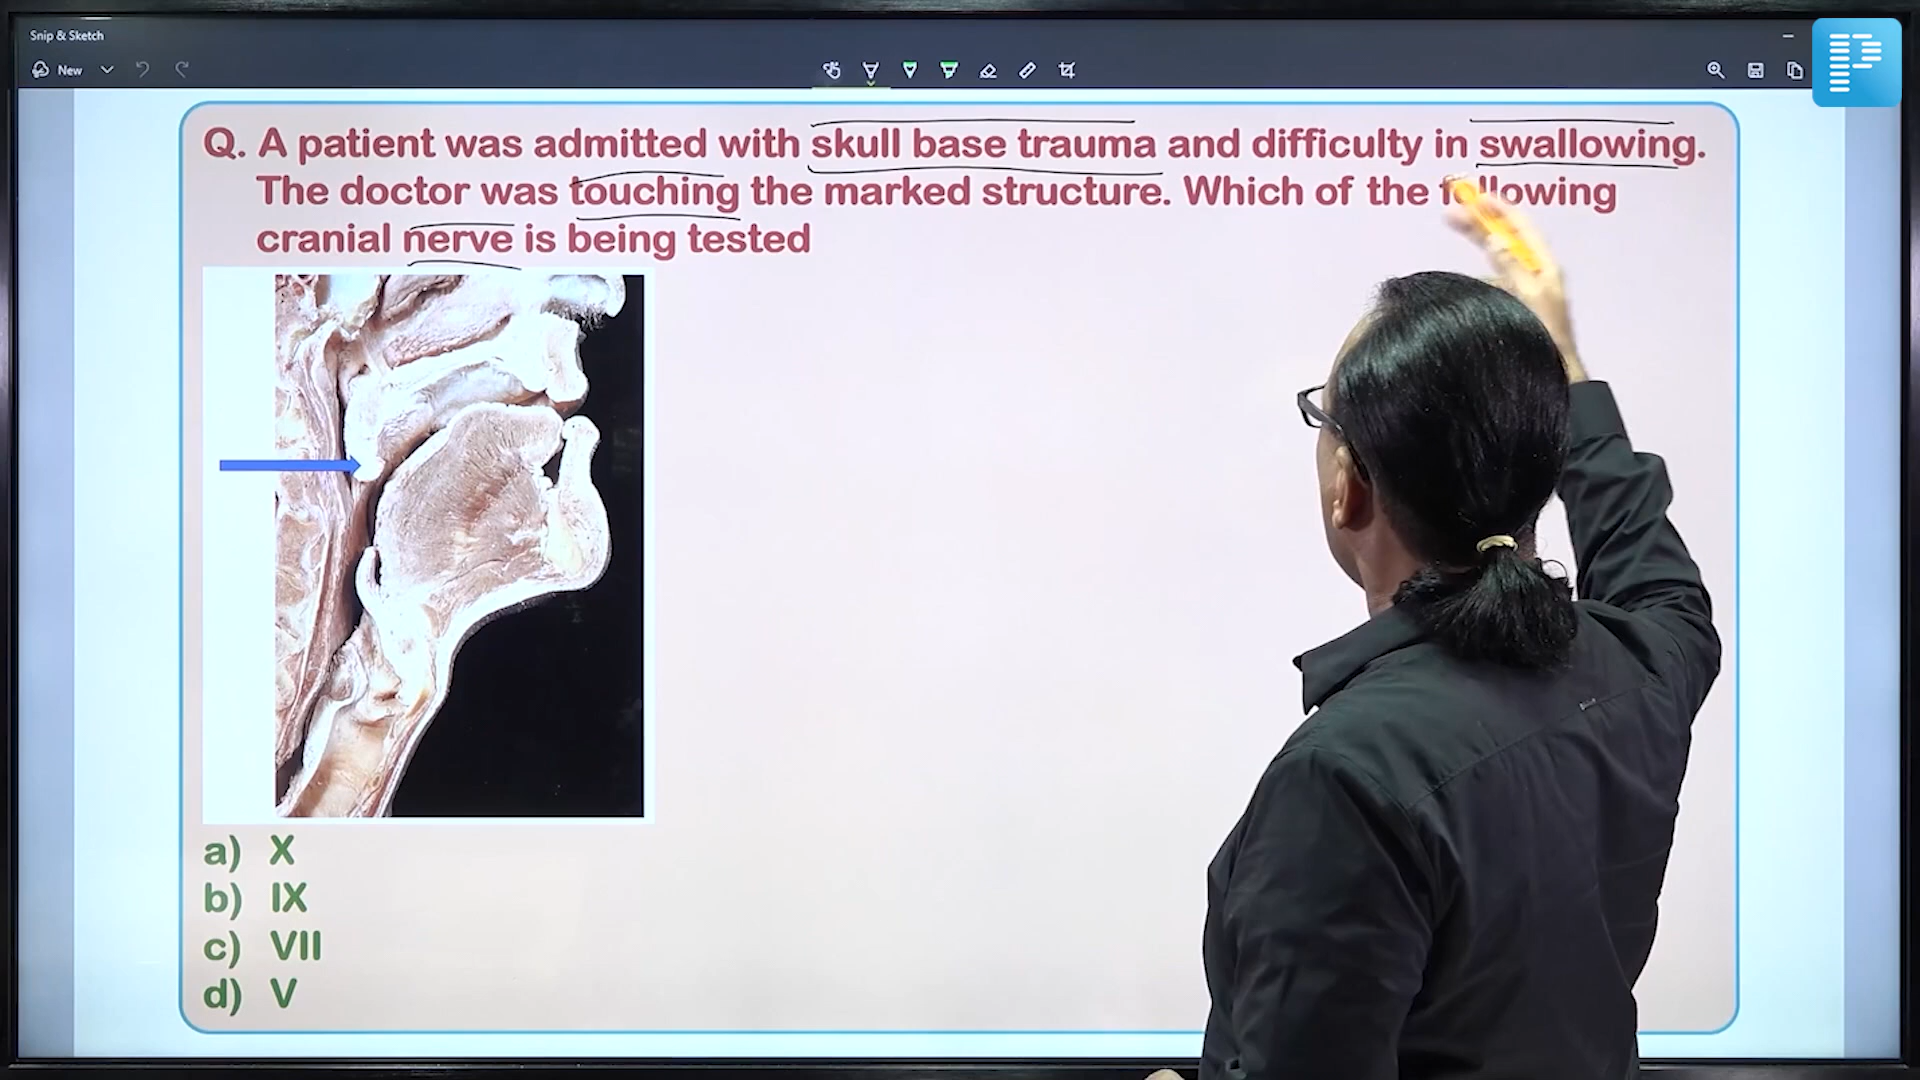 Snip & Sketch
New
Q. A patient was admitted with skull base trauma and difficulty in swallowing.
The doctor was touching the marked structure. Which of the following
cranial nerve is being tested
a) X
b) IX
c) VII
d) V